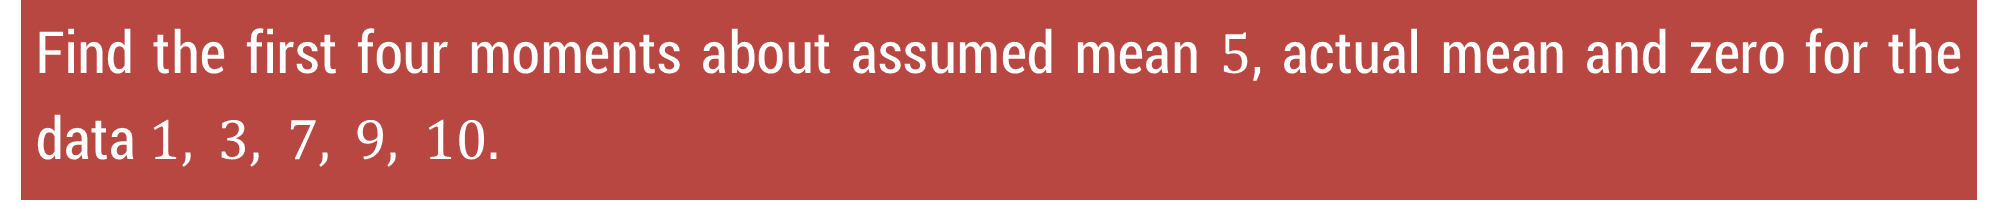 Find the first four moments about assumed mean 5, actual mean and zero for the
data 1, 3, 7, 9, 10.